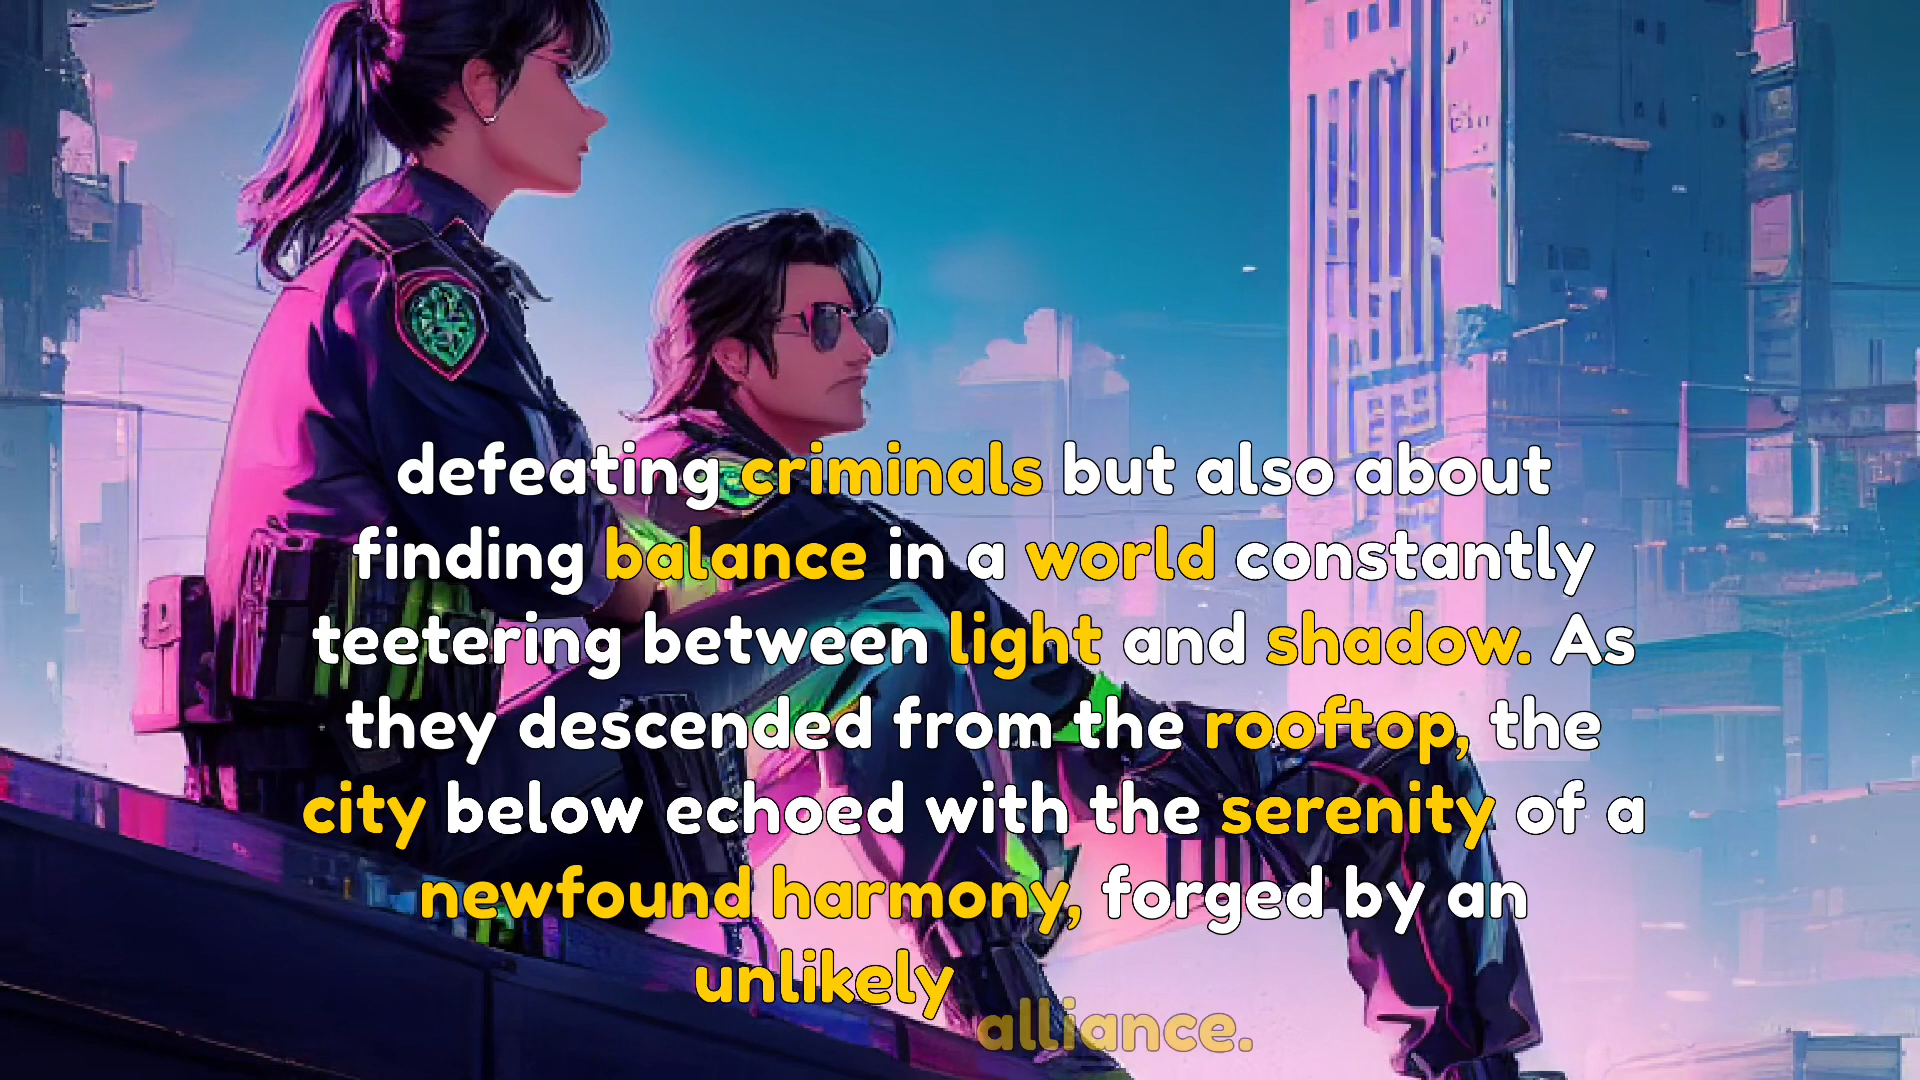 defeating criminals but also about
finding balance in a world constantly
teetering between light and shadow. As
they descended from the rooftop, the
city below echoed with the serenity of a
newfound harmony, forged by an
unlikely
alliance.